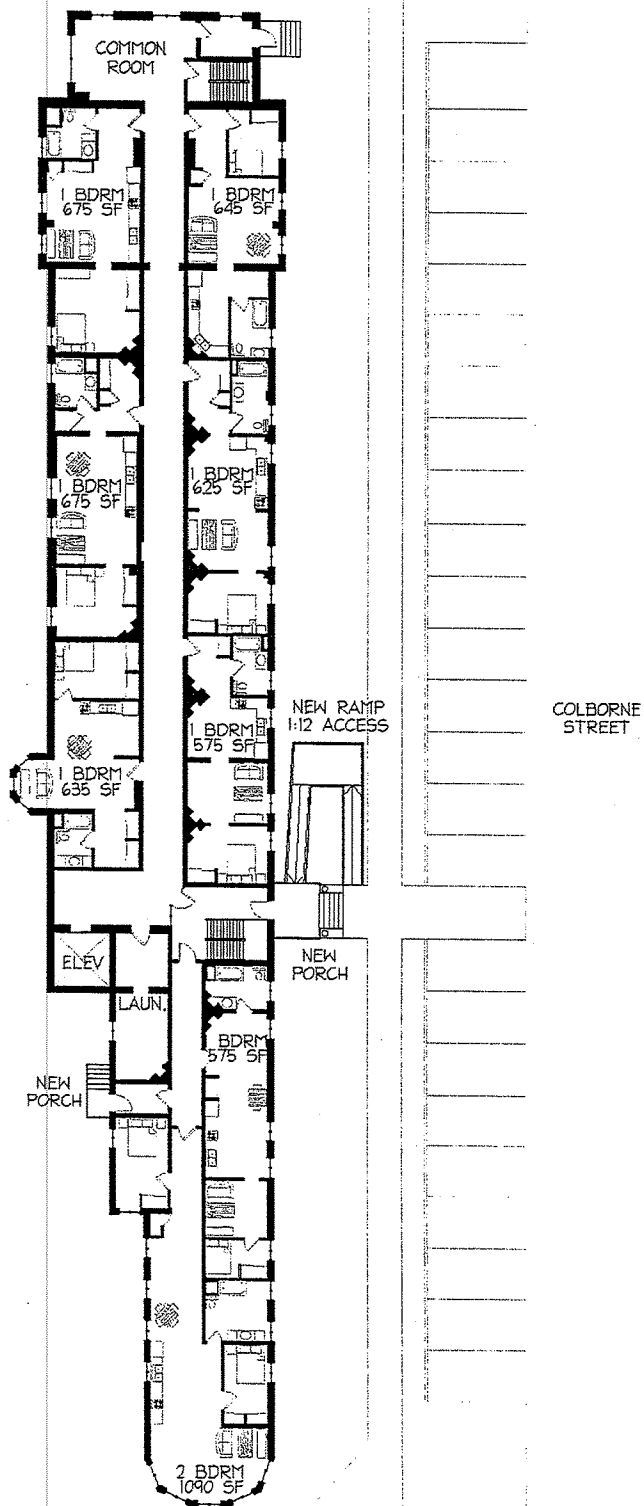 COMMON
ROOM
1 BDRM
675 SF
1 BDRM
645 SF
1 BDRM
675 SF
1 BDRM
625 SF
NEW RAMP
1:12 ACCESS
COLBORNE
STREET
1 BDRM
575 SF
1 BDRM
635 SF
ELEV
NEW
PORCH
LAUN.
BDRM
575 SF
NEW
PORCH
2 BDRM
1090 SF